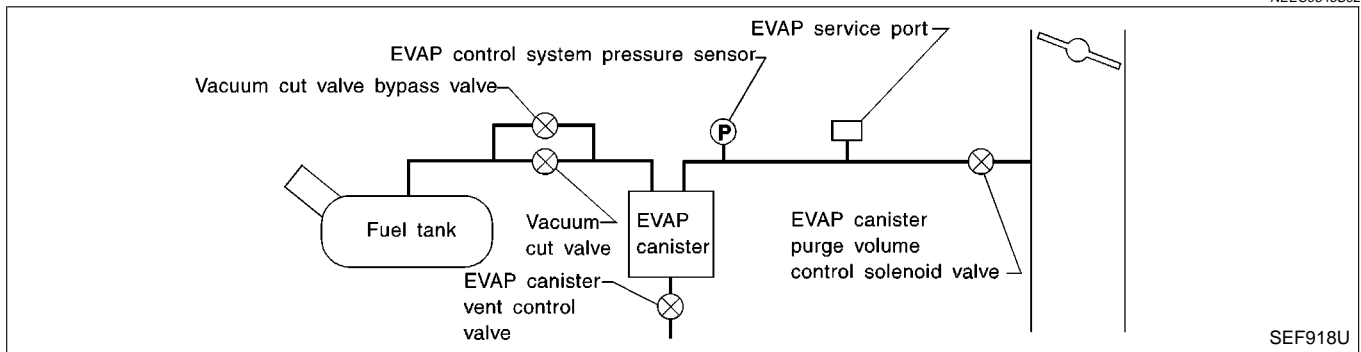 EVAP service port
EVAP control system pressure sensor
Vacuum cut valve bypass valve
P
Fuel tank
Vacuum
cut valve
EVAP
canister
EVAP canister
purge volume
control solenoid valve
EVAP canister
vent control
valve
SEF918U